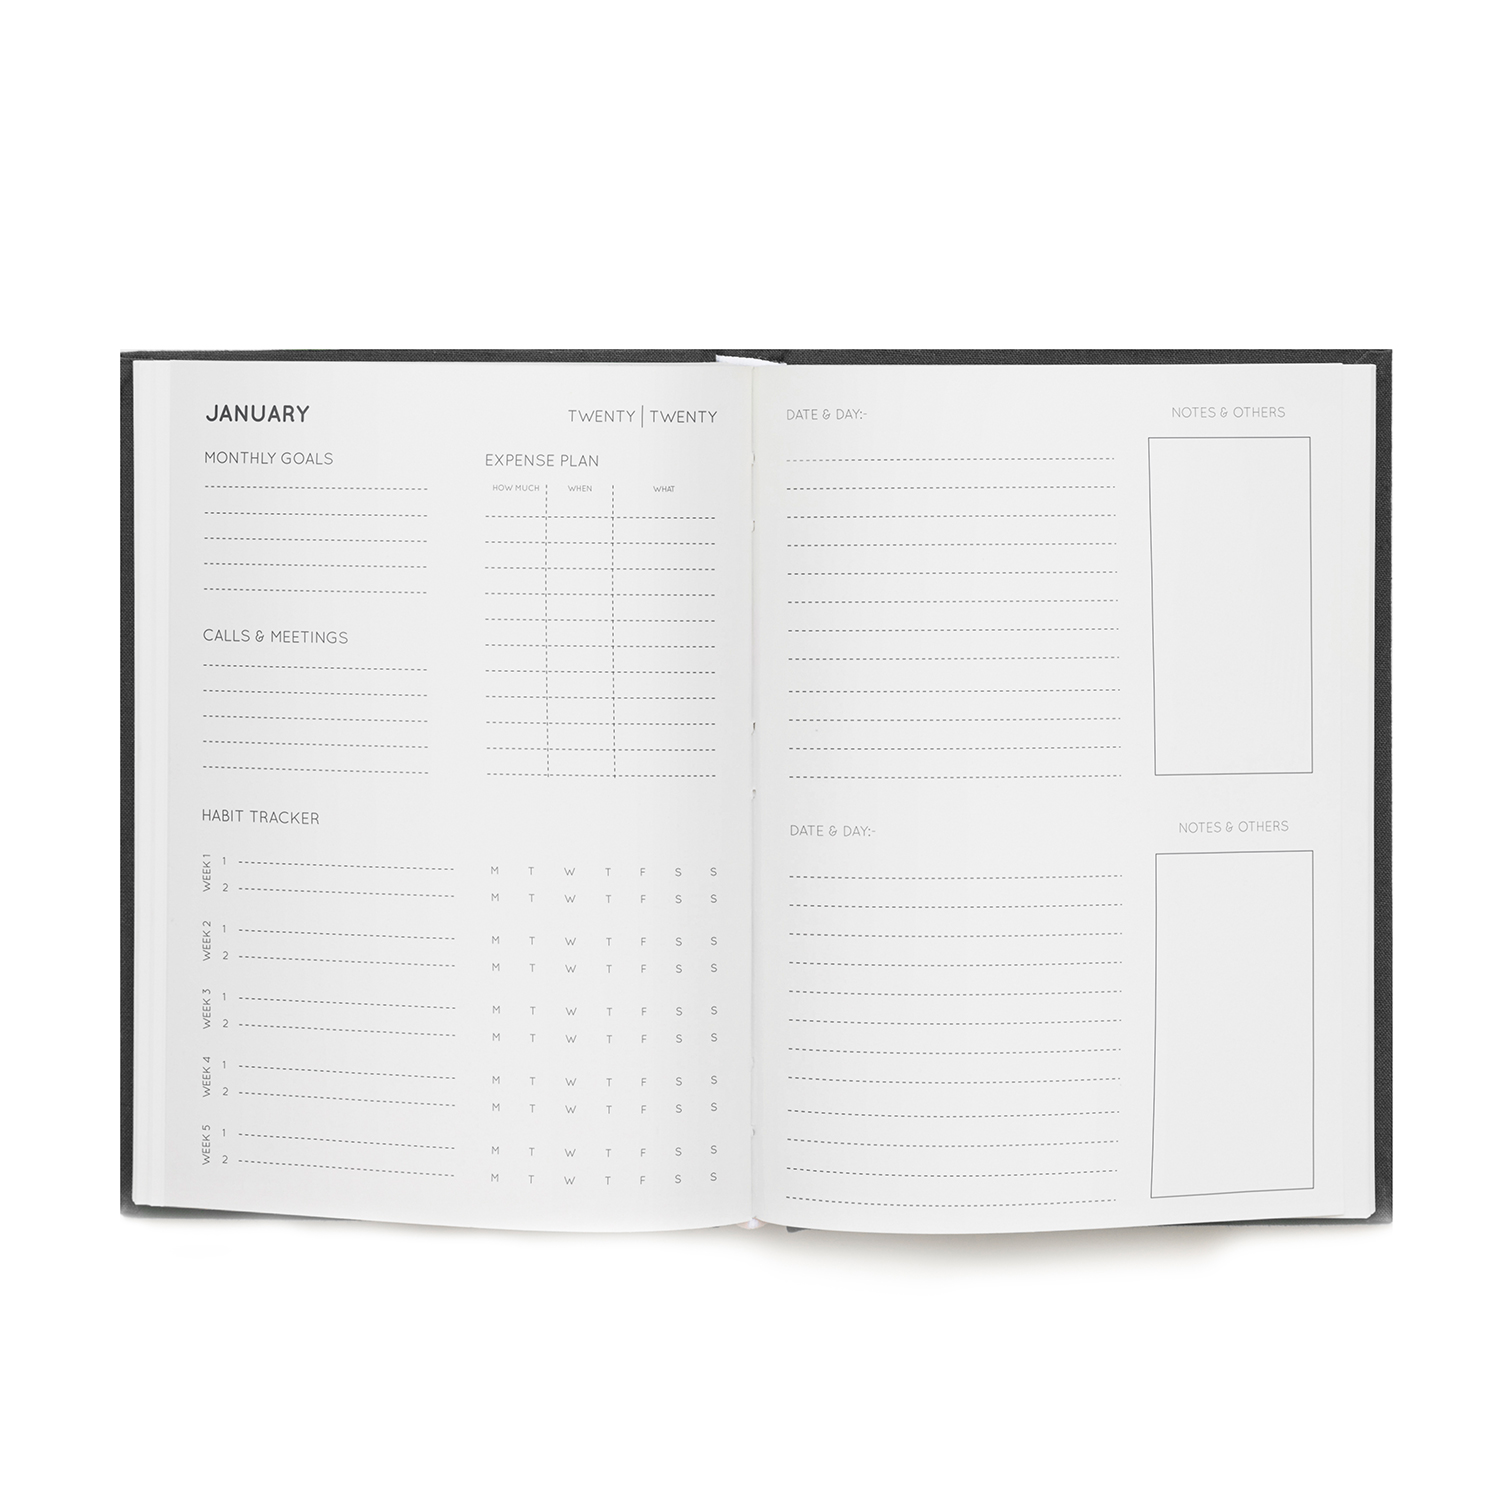 JANUARY
TWENTY | TWENTY
MONTHLY GOALS
CALLS & MEETINGS
EXPENSE PLAN
HOW MUCH WHEN WHAT
HABIT TRACKER
WEEK 1
1 M T W T F S S
2 M T W T F S S
WEEK 2
1 M T W T F S S
2 M T W T F S S
WEEK 3
1 M T W T F S S
2 M T W T F S S
WEEK 4
1 M T W T F S S
2 M T W T F S S
WEEK 5
1 M T W T F S S
2 M T W T F S S
DATE & DAY:-
NOTES & OTHERS
DATE & DAY:-
NOTES & OTHERS